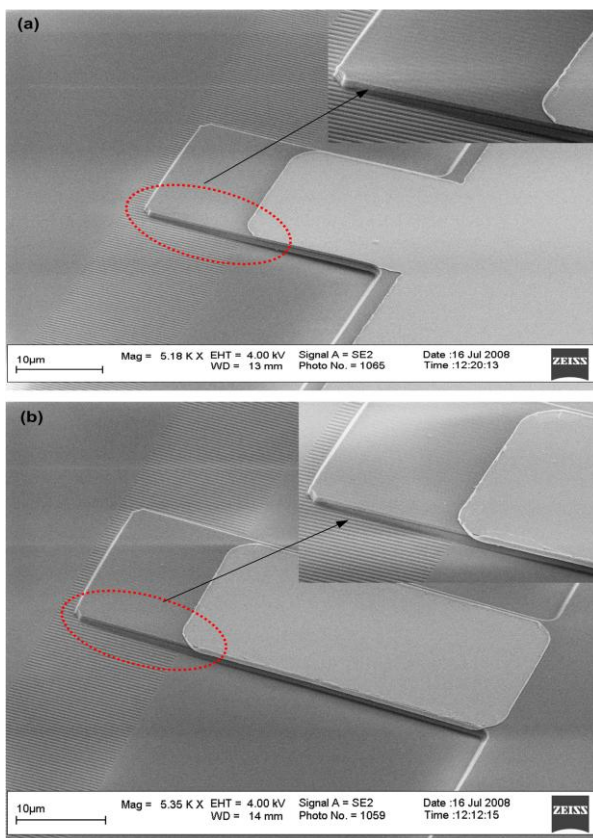 (a)
10µm
Mag = 5.18 K X EHT = 4.00 kV Signal A = SE2 Date :16 Jul 2008
WD = 13 mm Photo No. = 1065 Time :12:20:13
ZEISS
(b)
10µm
Mag = 5.35 K X EHT = 4.00 kV Signal A = SE2 Date :16 Jul 2008
WD = 14 mm Photo No. = 1059 Time :12:12:15
ZEISS